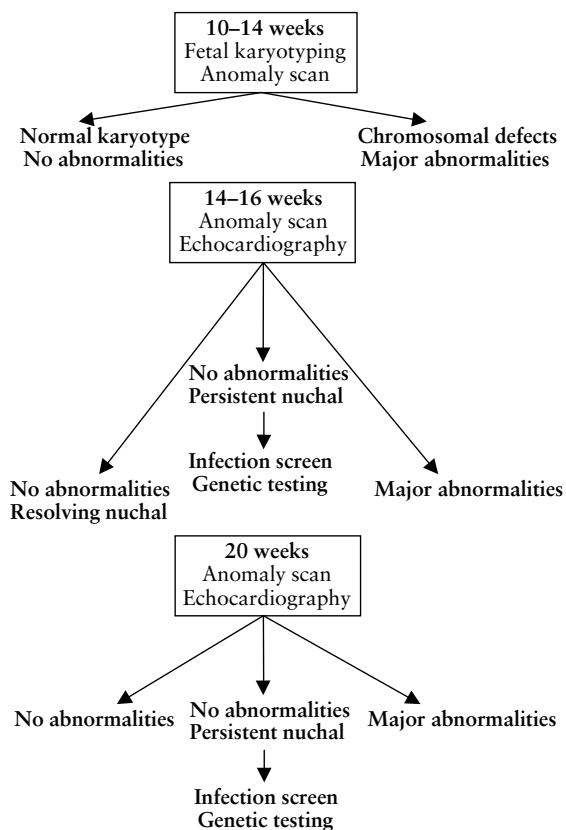 10–14 weeks
Fetal karyotyping
Anomaly scan
Normal karyotype
No abnormalities
Chromosomal defects
Major abnormalities
14–16 weeks
Anomaly scan
Echocardiography
No abnormalities
Persistent nuchal
Infection screen
Genetic testing
No abnormalities
Resolving nuchal
Major abnormalities
20 weeks
Anomaly scan
Echocardiography
No abnormalities
No abnormalities
Persistent nuchal
Major abnormalities
Infection screen
Genetic testing